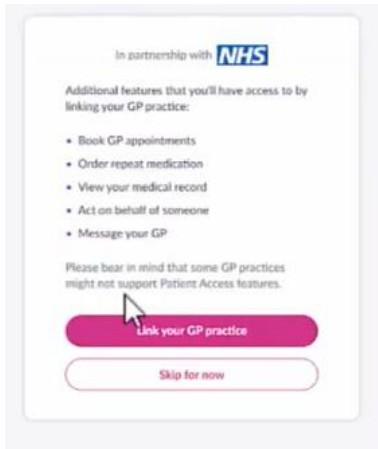 In partnership with NHS
Additional features that you'll have access to by
linking your GP practice:
• Book GP appointments
• Order repeat medication
• View your medical record
• Act on behalf of someone
• Message your GP
Please bear in mind that some GP practices
might not support Patient Access features.
Link your GP practice
Skip for now